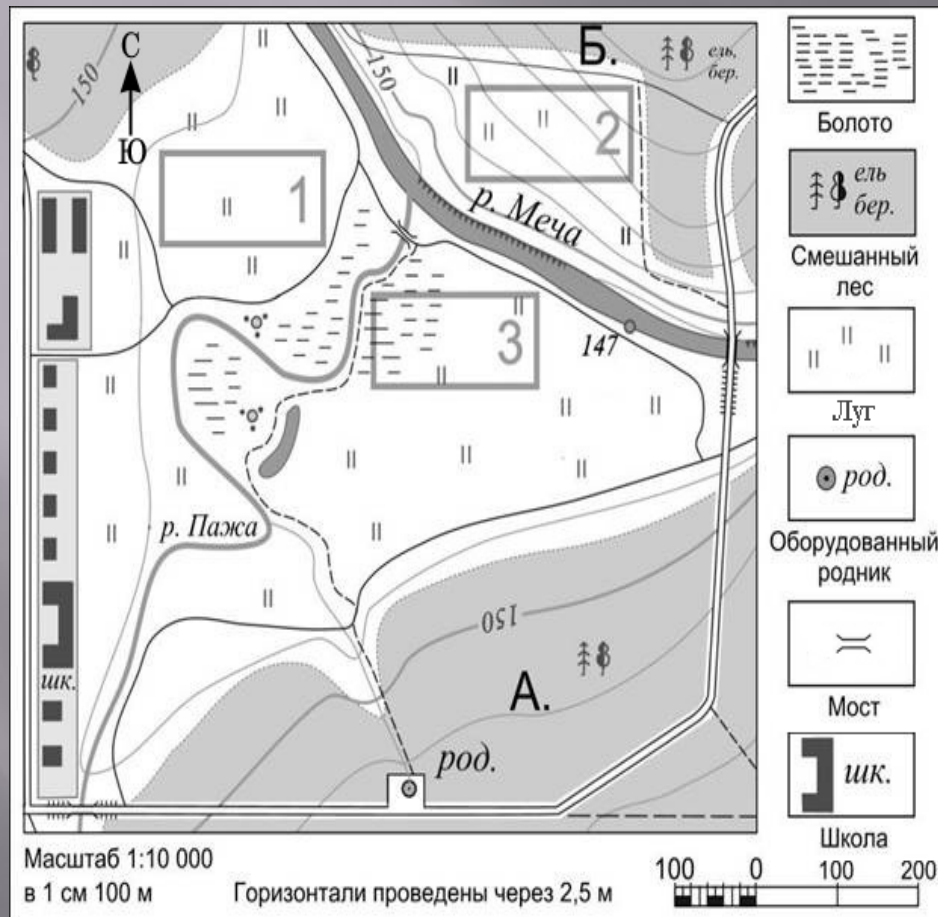 С
Ю
150
1
150
Б.
ель,
бер.
2
р. Меча
3
147
р. Пажа
шк.
150
А.
род.
Болото
ель
бер.
Смешанный
лес
Луг
род.
Оборудованный
родник
Мост
шк.
Школа
Масштаб 1:10 000
в 1 см 100 м
Горизонтали проведены через 2,5 м
100 0 100 200